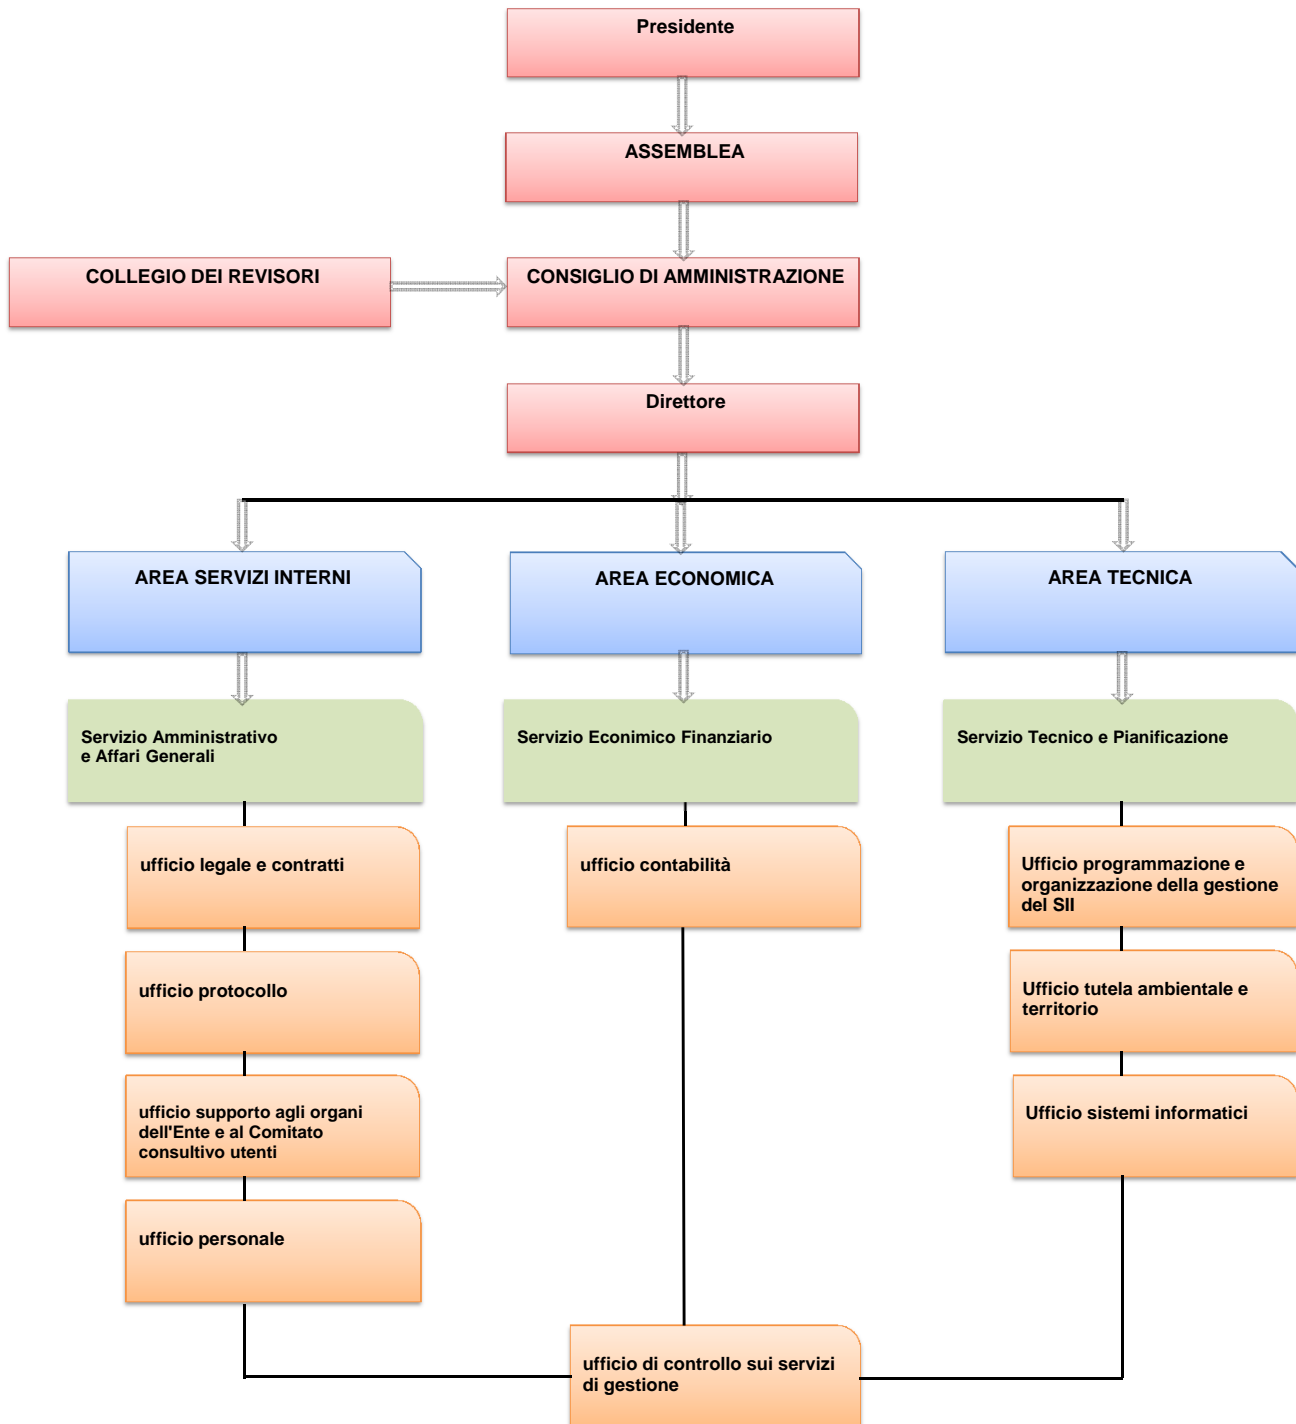 Presidente
ASSEMBLEA
COLLEGIO DEI REVISORI
CONSIGLIO DI AMMINISTRAZIONE
Direttore
AREA SERVIZI INTERNI
AREA ECONOMICA
AREA TECNICA
Servizio Amministrativo
e Affari Generali
Servizio Econimico Finanziario
Servizio Tecnico e Pianificazione
ufficio legale e contratti
ufficio contabilità
Ufficio programmazione e
organizzazione della gestione
del SII
ufficio protocollo
Ufficio tutela ambientale e
territorio
ufficio supporto agli organi
dell'Ente e al Comitato
consultivo utenti
Ufficio sistemi informatici
ufficio personale
ufficio di controllo sui servizi
di gestione